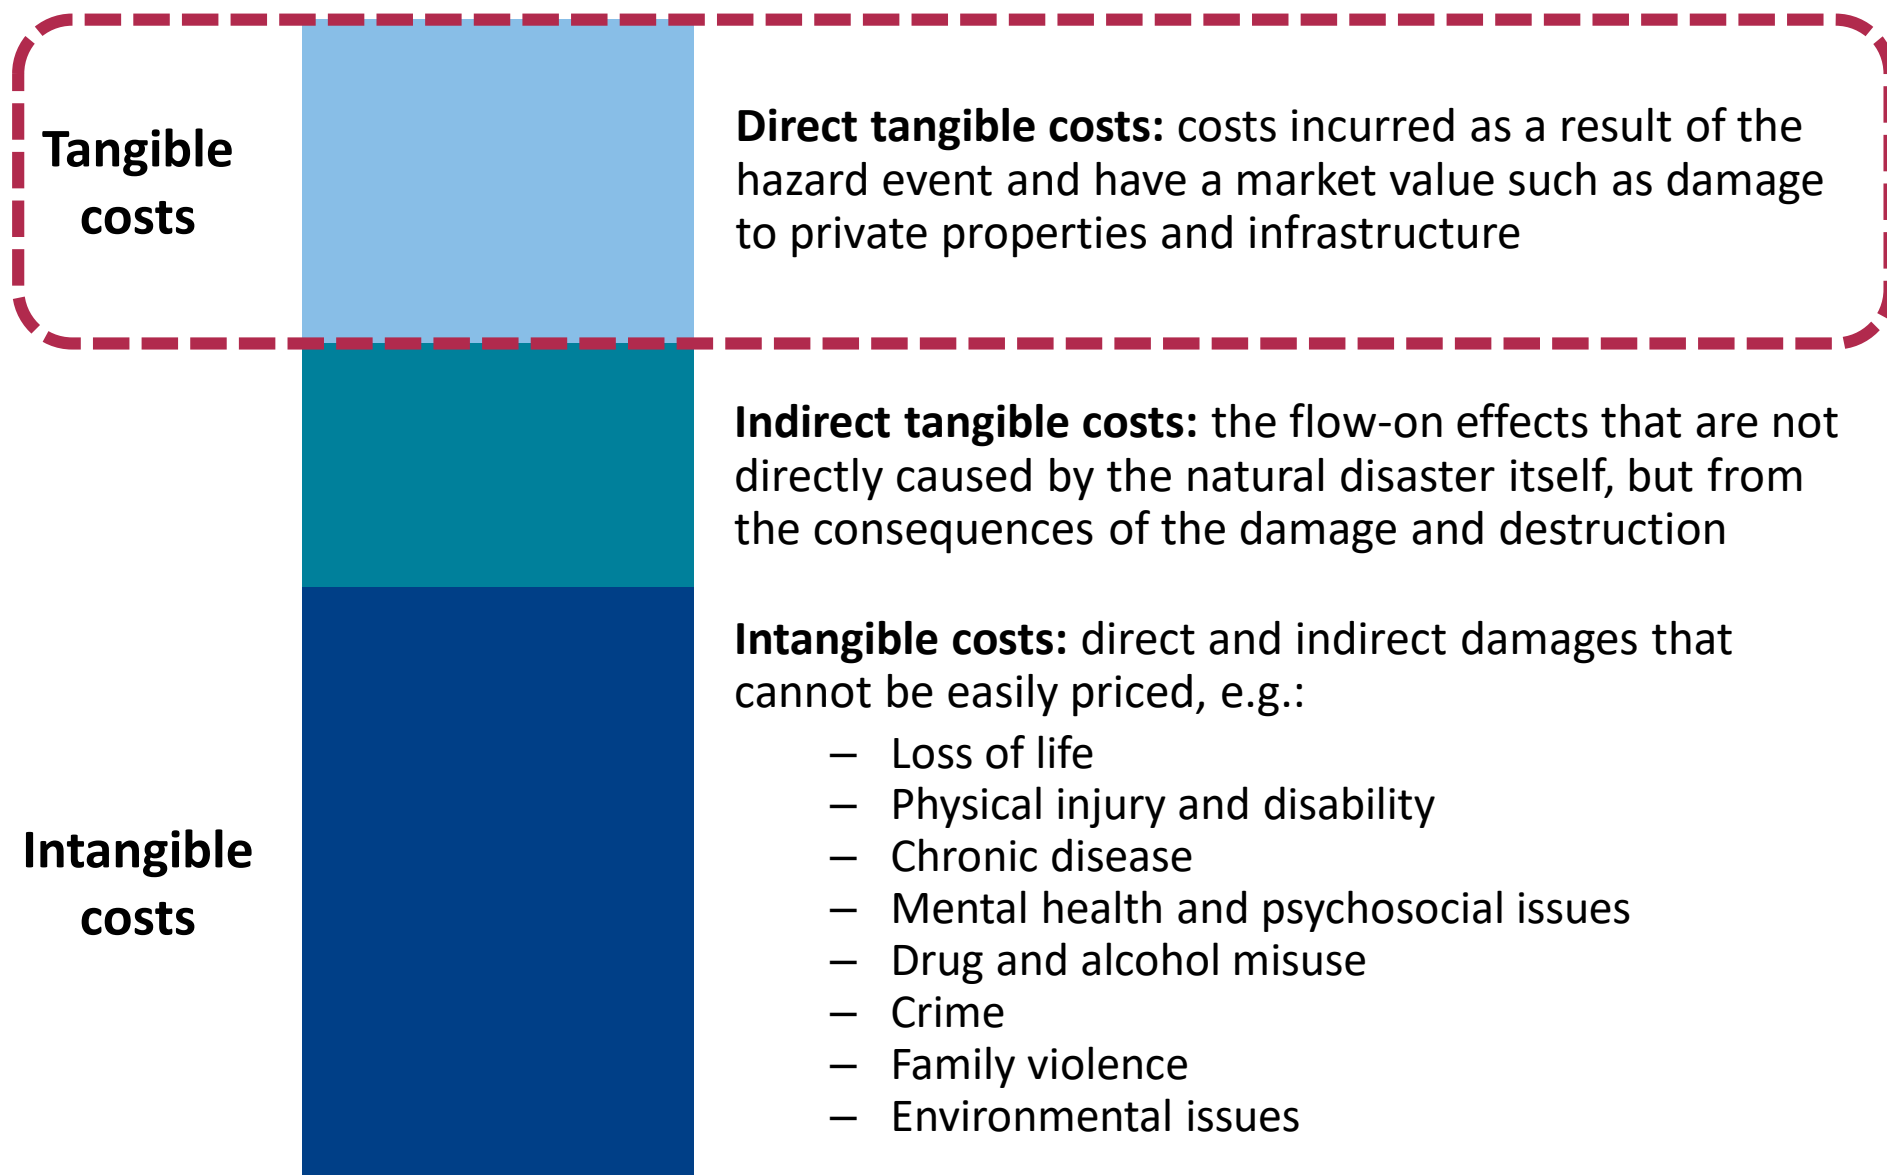 Tangible
costs
Direct tangible costs: costs incurred as a result of the
hazard event and have a market value such as damage
to private properties and infrastructure
Indirect tangible costs: the flow-on effects that are not
directly caused by the natural disaster itself, but from
the consequences of the damage and destruction
Intangible
costs
Intangible costs: direct and indirect damages that
cannot be easily priced, e.g.:
– Loss of life
– Physical injury and disability
– Chronic disease
– Mental health and psychosocial issues
– Drug and alcohol misuse
– Crime
– Family violence
– Environmental issues